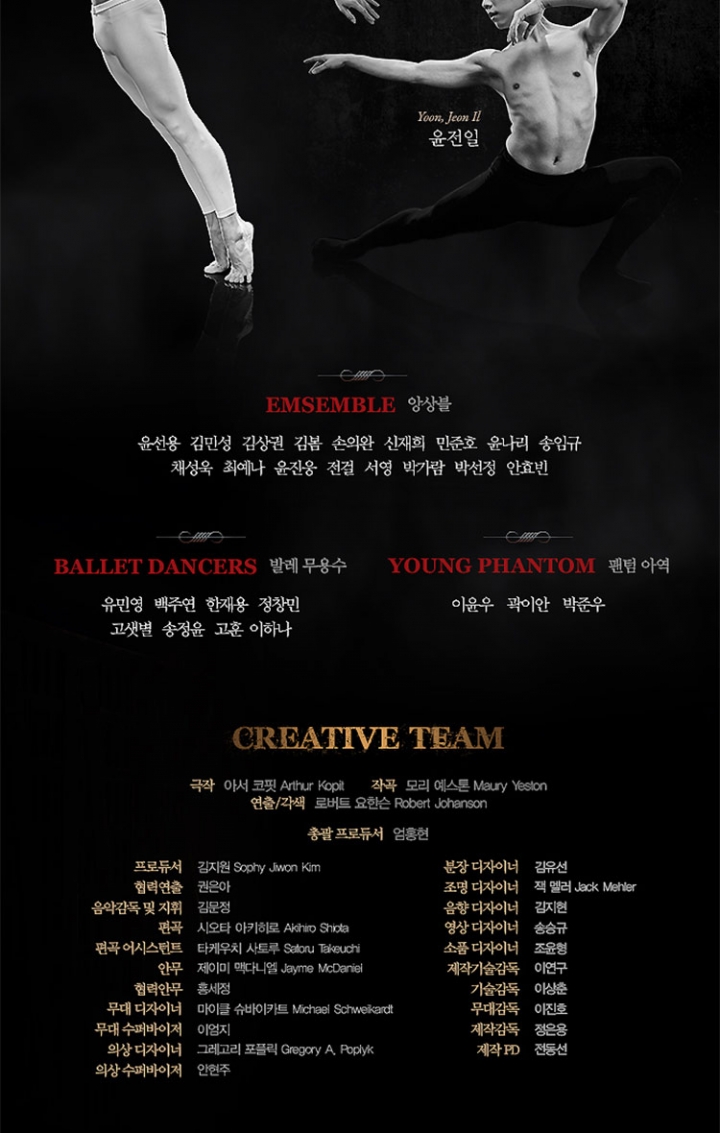 Yoon, Jeon Il
윤전일
EMSEMBLE 앙상블
윤선용 김민성 김상권 김봄 손의완 신재희 민준호 윤나리 송임규
채성욱 최예나 윤진웅 전걸 서영 박가람 박선정 안효빈
BALLET DANCERS 발레 무용수
유민영 백주연 한재용 정창민
고샛별 송정윤 고훈 이하나
YOUNG PHANTOM 팬텀 아역
이윤우 곽이안 박준우
CREATIVE TEAM
극작 아서 코핏 Arthur Kopit 작곡 모리 예스톤 Maury Yeston
연출/각색 로버트 요한슨 Robert Johanson
총괄 프로듀서 엄홍현
프로듀서 김지원 Sophy Jiwon Kim
협력연출 권은아
음악감독 및 지휘 김문정
편곡 시오타 아키히로 Akihiro Shiota
편곡 어시스턴트 타케우치 사토루 Satoru Takeuchi
안무 제이미 맥다니엘 Jayme McDaniel
협력안무 홍세정
무대 디자이너 마이클 슈바이카트 Michael Schweikardt
무대 수퍼바이저 이엄지
의상 디자이너 그레고리 포플릭 Gregory A. Poplyk
의상 수퍼바이저 안현주
분장 디자이너 김유선
조명 디자이너 잭 멜러 Jack Mehler
음향 디자이너 김지현
영상 디자이너 송승규
소품 디자이너 조윤형
제작기술감독 이연구
기술감독 이상춘
무대감독 이진호
제작감독 정은용
제작 PD 전동선